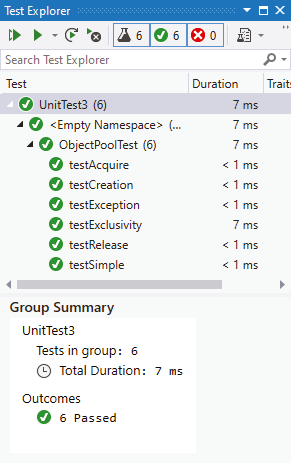 Test Explorer
6 6 0
Search Test Explorer
Test Duration Traits
UnitTest3 (6) 7 ms
<Empty Namespace> (... 7 ms
ObjectPoolTest (6) 7 ms
testAcquire < 1 ms
testCreation < 1 ms
testException < 1 ms
testExclusivity 7 ms
testRelease < 1 ms
testSimple < 1 ms
Group Summary
UnitTest3
Tests in group: 6
Total Duration: 7 ms
Outcomes
6 Passed